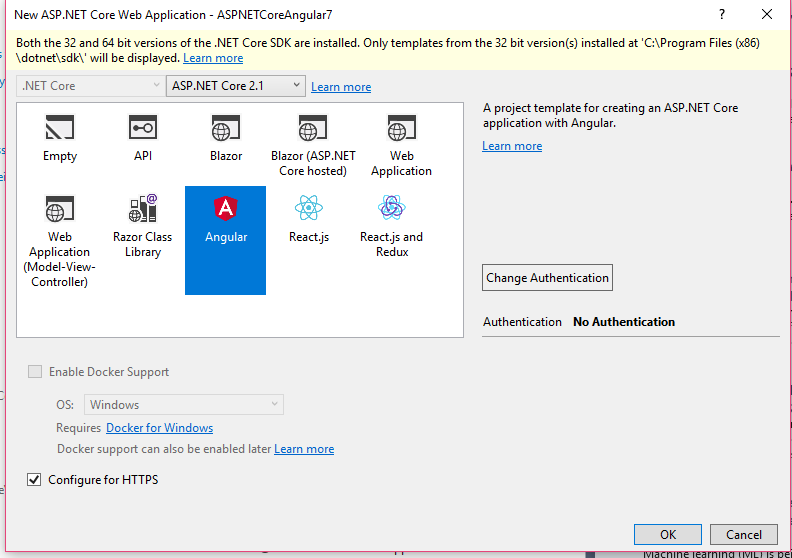 New ASP.NET Core Web Application - ASPNETCoreAngular7
Both the 32 and 64 bit versions of the .NET Core SDK are installed. Only templates from the 32 bit version(s) installed at 'C:\Program Files (x86)
\dotnet\sdk\' will be displayed. Learn more
.NET Core ASP.NET Core 2.1 Learn more
A project template for creating an ASP.NET Core
application with Angular.
Learn more
Empty API Blazor Blazor (ASP.NET
Core hosted) Web
Application
Web
Application
(Model-View-
Controller) Razor Class
Library Angular React.js React.js and
Redux
Change Authentication
Authentication No Authentication
Enable Docker Support
OS: Windows
Requires Docker for Windows
Docker support can also be enabled later Learn more
Configure for HTTPS
OK Cancel